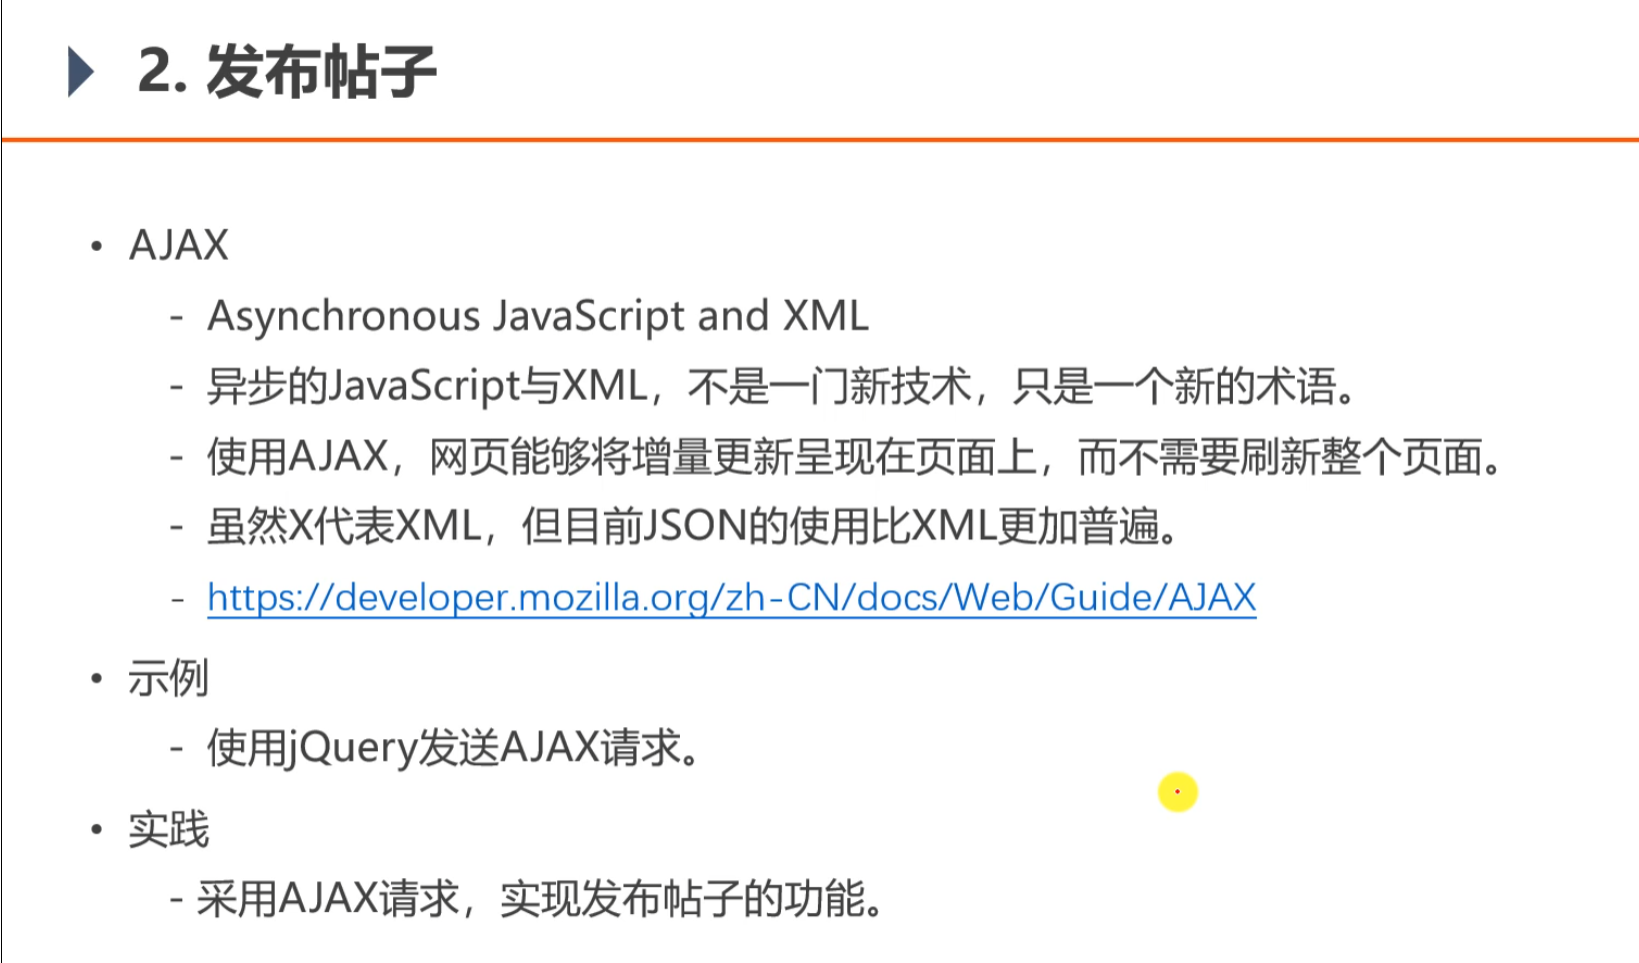 2. 发布帖子
• AJAX
- Asynchronous JavaScript and XML
- 异步的JavaScript与XML，不是一门新技术，只是一个新的术语。
- 使用AJAX，网页能够将增量更新呈现在页面上，而不需要刷新整个页面。
- 虽然X代表XML，但目前JSON的使用比XML更加普遍。
- https://developer.mozilla.org/zh-CN/docs/Web/Guide/AJAX
• 示例
- 使用jQuery发送AJAX请求。
• 实践
- 采用AJAX请求，实现发布帖子的功能。